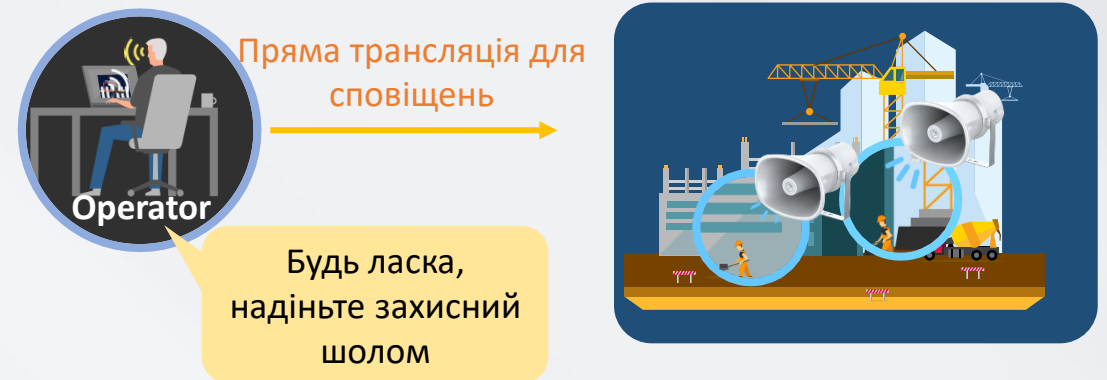 Пряма трансляція для
сповіщень
Operator
Будь ласка,
надіньте захисний
шолом